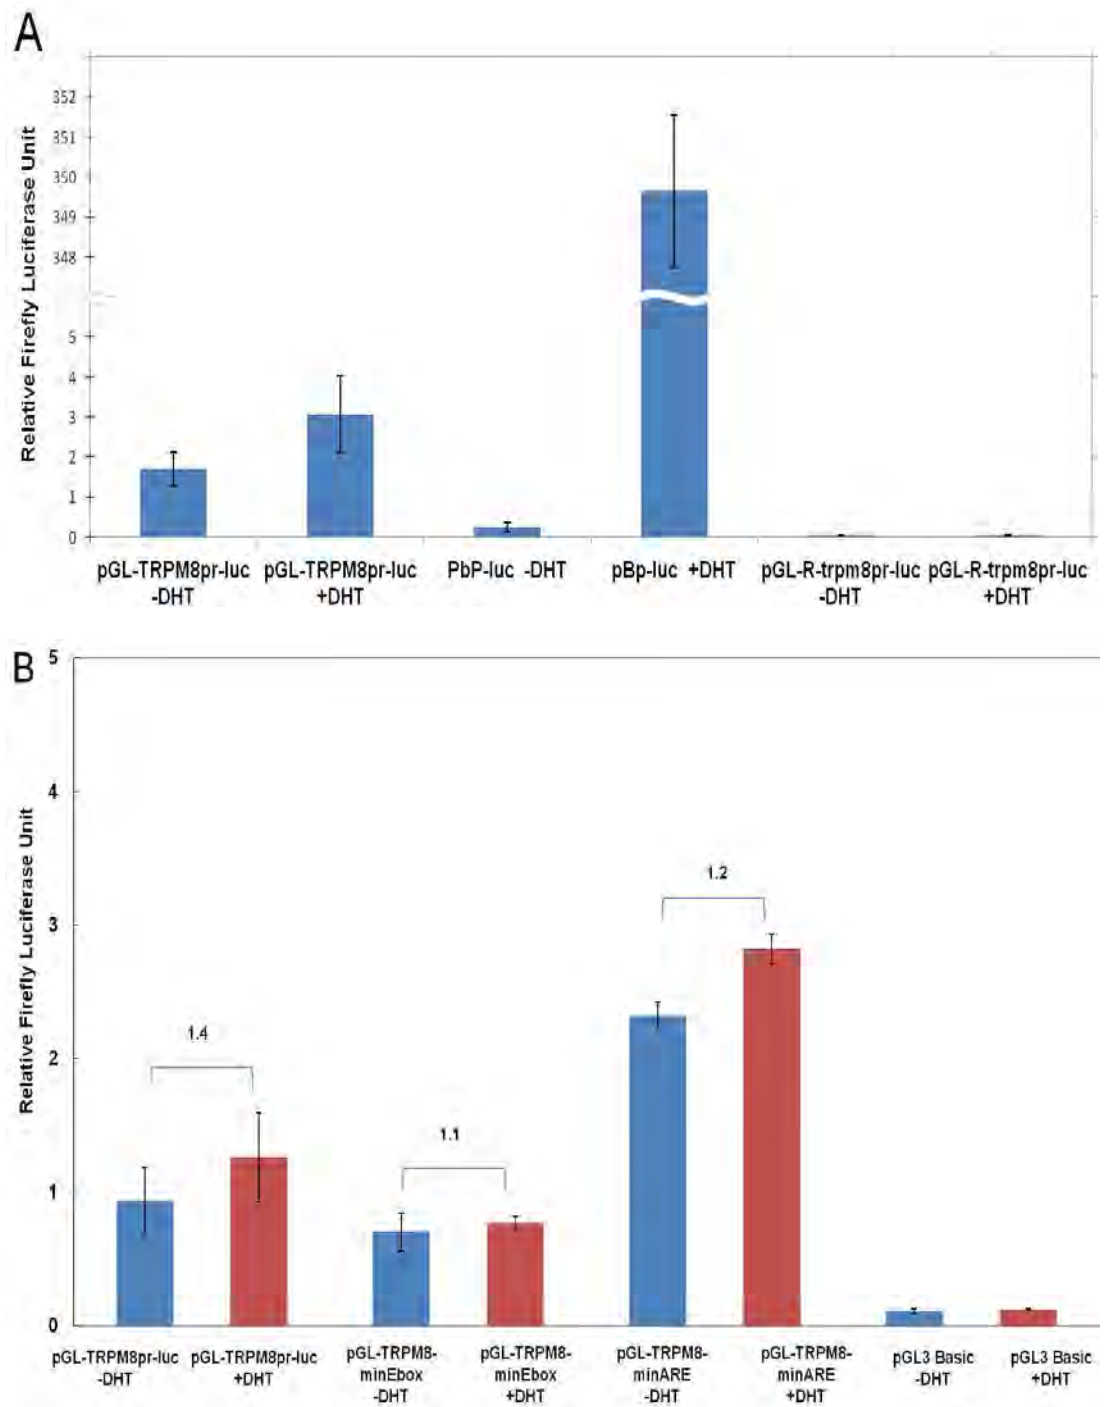 A
Relative Firefly Luciferase Unit
352
351
350
349
348
5
4
3
2
1
0
pGL-TRPM8pr-luc
-DHT
pGL-TRPM8pr-luc
+DHT
PbP-luc -DHT
pBp-luc +DHT
pGL-R-trpm8pr-luc
-DHT
pGL-R-trpm8pr-luc
+DHT
B
Relative Firefly Luciferase Unit
5
4
3
2
1
0
1.4
1.1
1.2
pGL-TRPM8pr-luc
-DHT
pGL-TRPM8pr-luc
+DHT
pGL-TRPM8-
minEbox
-DHT
pGL-TRPM8-
minEbox
+DHT
pGL-TRPM8-
minARE
-DHT
pGL-TRPM8-
minARE
+DHT
pGL3 Basic
-DHT
pGL3 Basic
+DHT